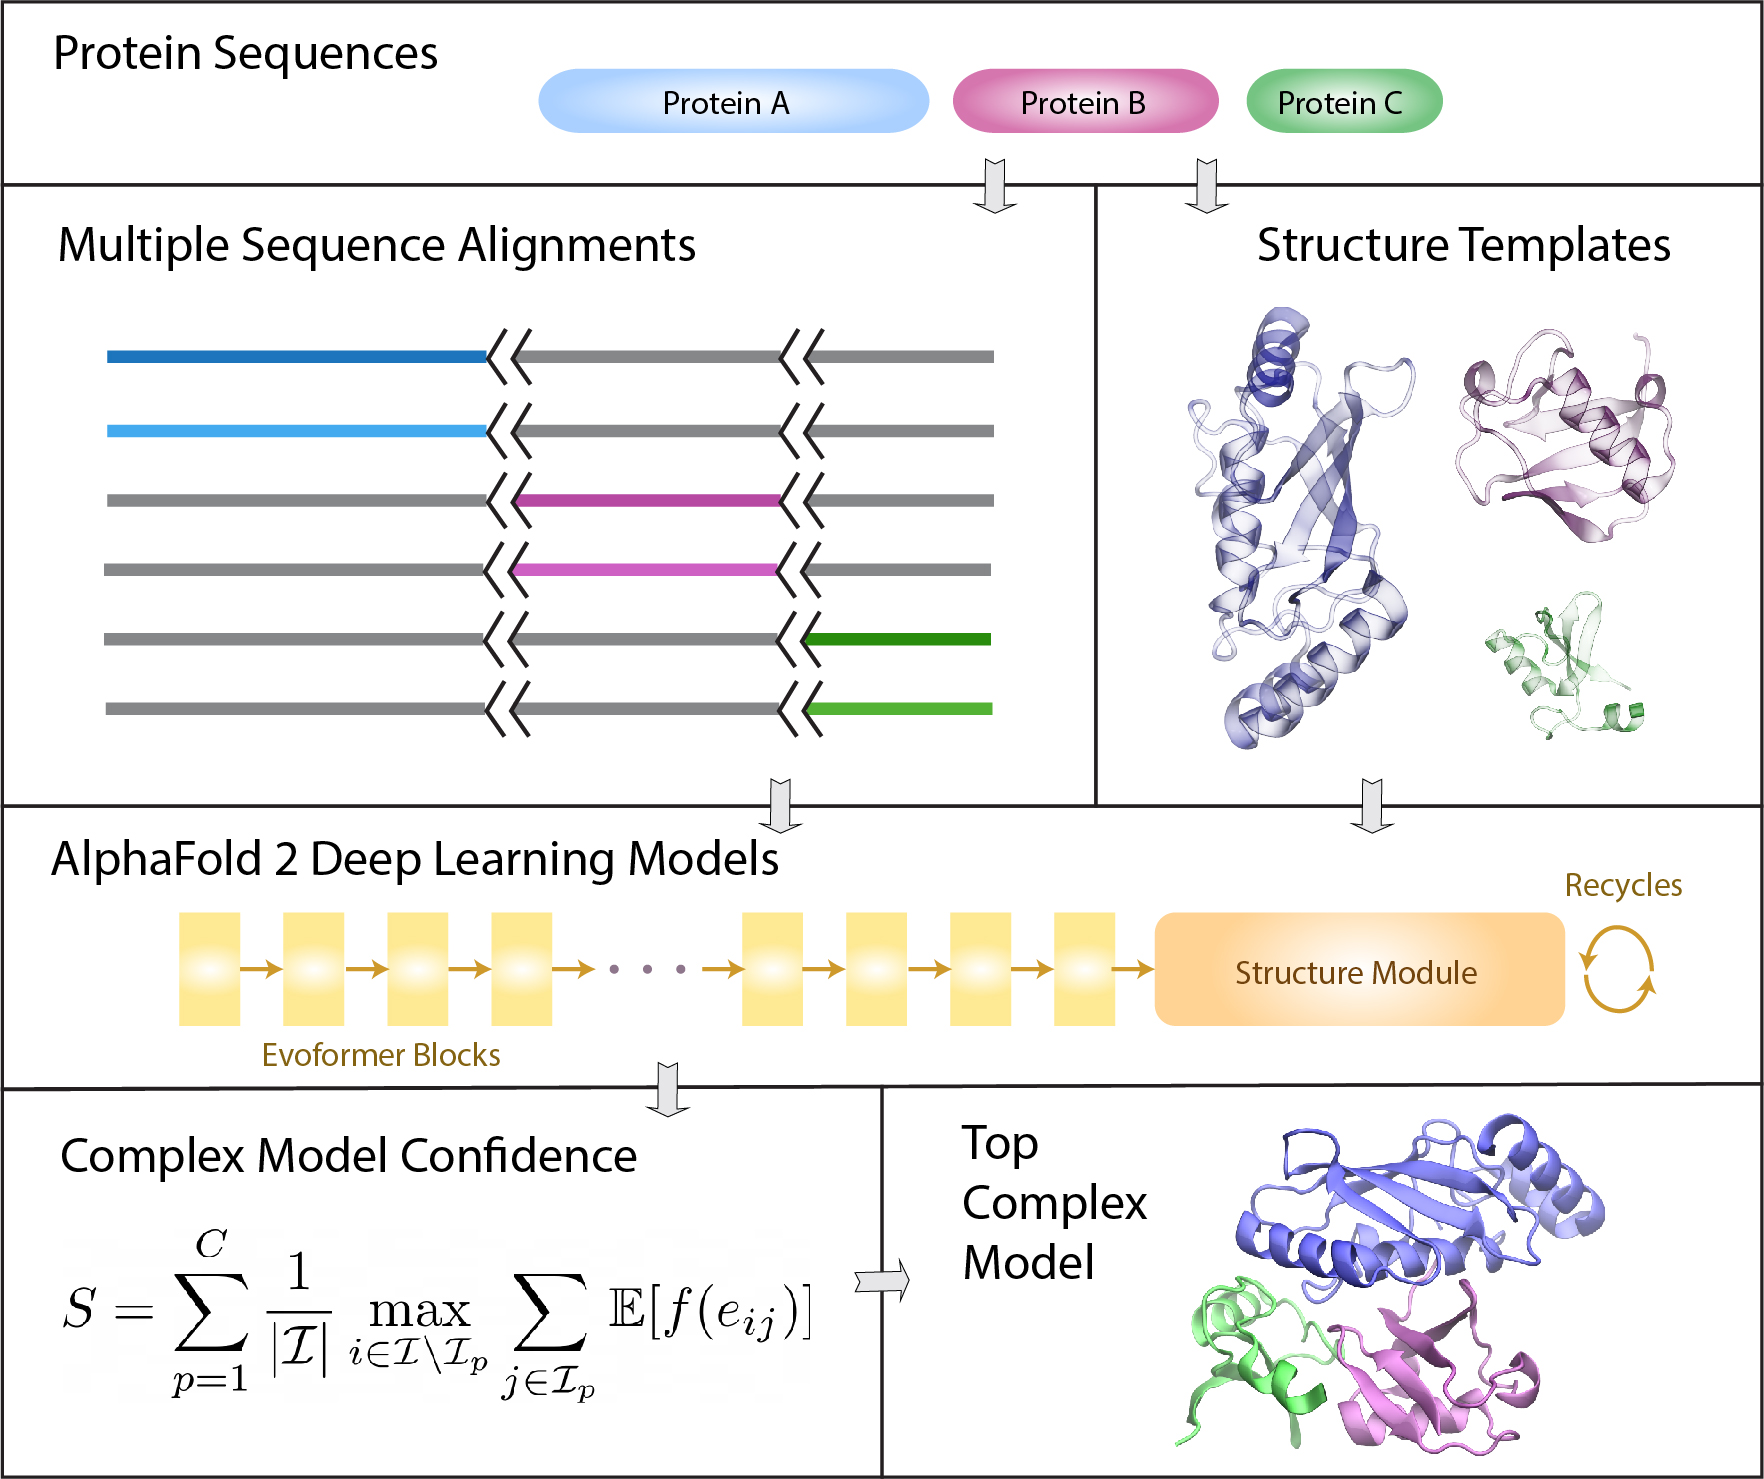 Protein Sequences
Protein A
Protein B
Protein C
Multiple Sequence Alignments
Structure Templates
AlphaFold 2 Deep Learning Models
Recycles
Structure Module
Evoformer Blocks
Complex Model Confidence
S = \sum_{p=1}^{C} \frac{1}{|\mathcal{I}|} \max_{i \in \mathcal{I} \setminus \mathcal{I}_p} \sum_{j \in \mathcal{I}_p} \mathbb{E}[f(e_{ij})]
Top
Complex
Model